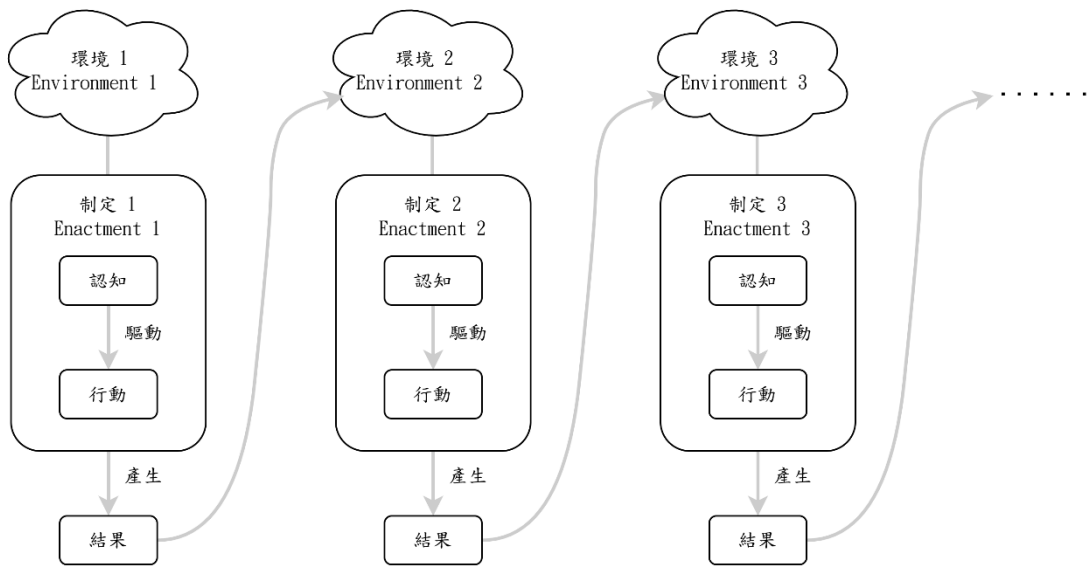 環境 1
Environment 1
制定 1
Enactment 1
認知
驅動
行動
產生
結果
環境 2
Environment 2
制定 2
Enactment 2
認知
驅動
行動
產生
結果
環境 3
Environment 3
制定 3
Enactment 3
認知
驅動
行動
產生
結果
......